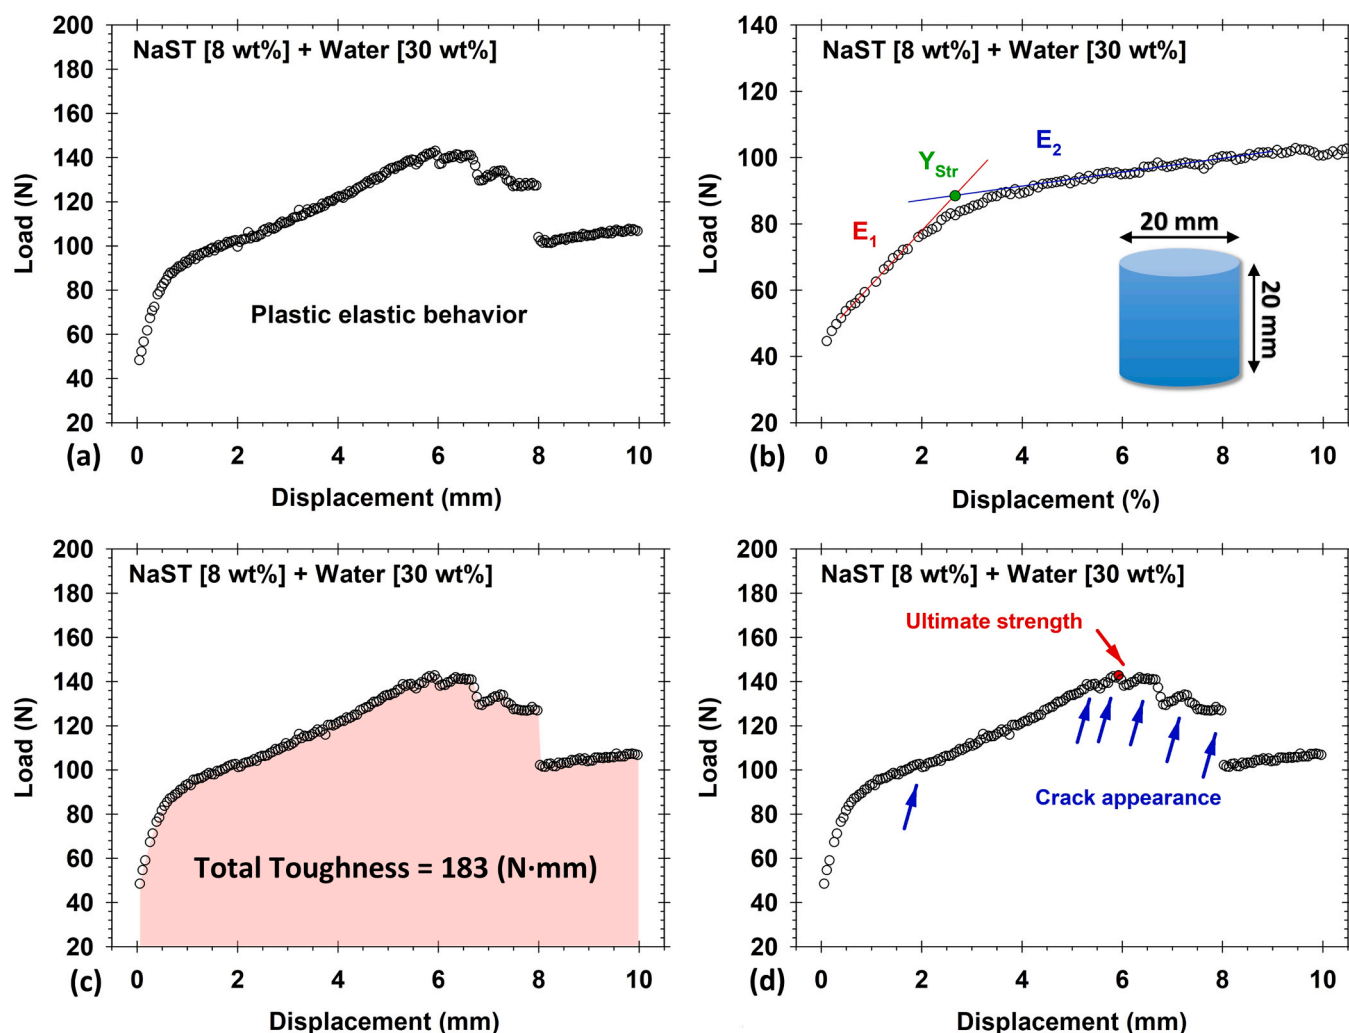 NaST [8 wt%] + Water [30 wt%]
200
180
160
140
120
100
80
60
40
20
Load (N)
Plastic elastic behavior
(a)
0
2
4
6
8
10
Displacement (mm)
NaST [8 wt%] + Water [30 wt%]
140
120
100
80
60
40
20
Load (N)
E1
YStr
E2
20 mm
20 mm
(b)
0
2
4
6
8
10
Displacement (%)
NaST [8 wt%] + Water [30 wt%]
200
180
160
140
120
100
80
60
40
20
Load (N)
Total Toughness = 183 (N·mm)
(c)
0
2
4
6
8
10
Displacement (mm)
NaST [8 wt%] + Water [30 wt%]
200
180
160
140
120
100
80
60
40
20
Load (N)
Ultimate strength
Crack appearance
(d)
0
2
4
6
8
10
Displacement (mm)